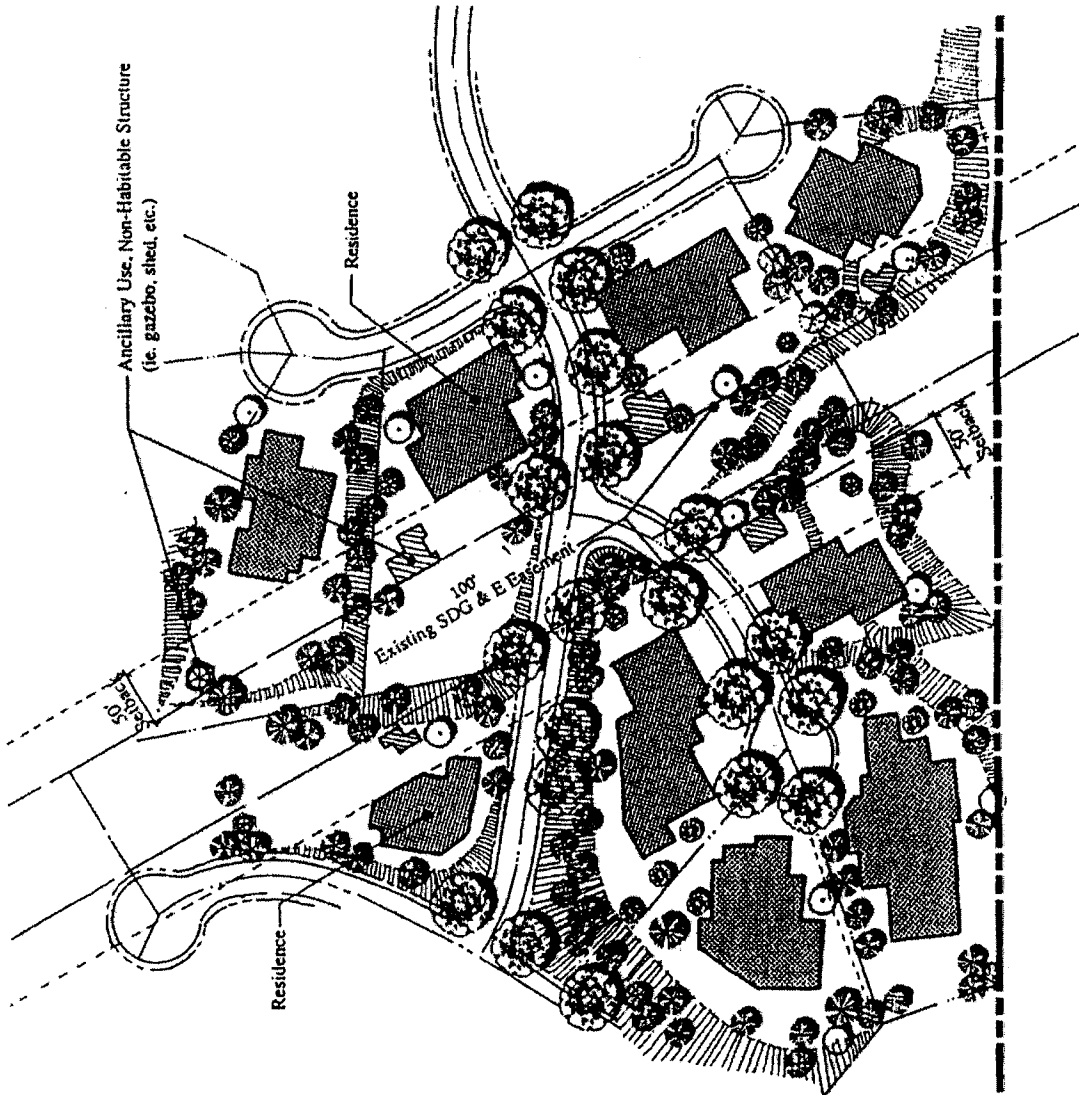 Ancillary Use, Non-Habitable Structure
(ie. gazebo, shed, etc.)
Residence
100'
Existing SDG & E Easement
50'
Setback
50'
Setback
Residence